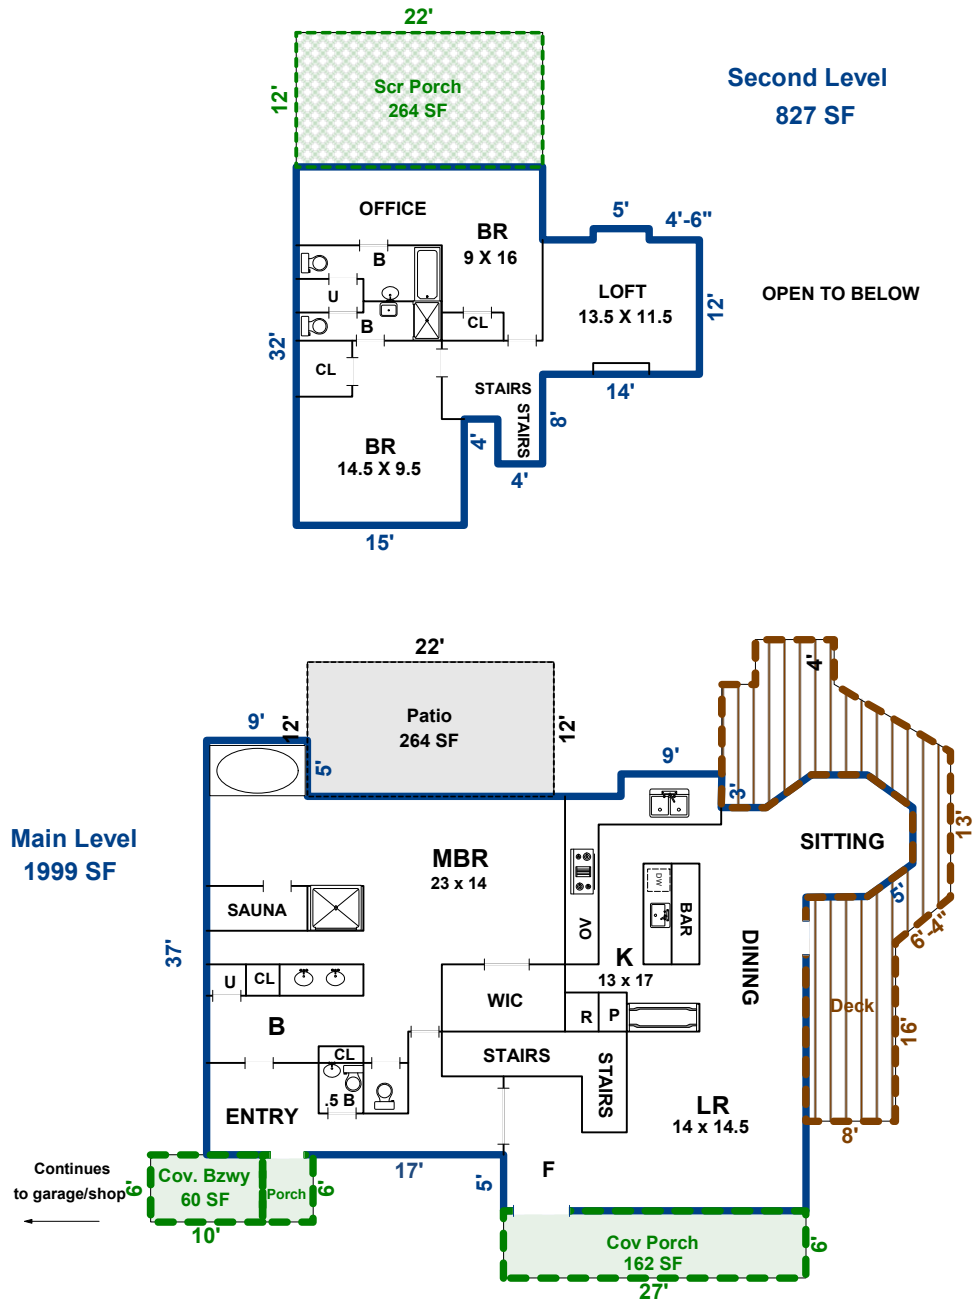 22'
12'
Scr Porch
264 SF
Second Level
827 SF
OFFICE
BR
9 X 16
5'
4'-6"
B
U
B
CL
LOFT
13.5 X 11.5
12'
OPEN TO BELOW
32'
CL
STAIRS
STAIRS
14'
8'
BR
14.5 X 9.5
4'
4'
15'
22'
12'
Patio
264 SF
12'
9'
5'
9'
4'
3'
13'
Main Level
1999 SF
MBR
23 x 14
SITTING
5'
6'-4"
SAUNA
DW
BAR
OV
K
13 x 17
DINING
37'
U
CL
WIC
R
P
Deck
16'
B
STAIRS
STAIRS
CL
.5 B
ENTRY
LR
14 x 14.5
8'
F
17'
5'
Continues
to garage/shop
6'
Cov. Bzwy
60 SF
Porch
6'
10'
Cov Porch
162 SF
6'
27'